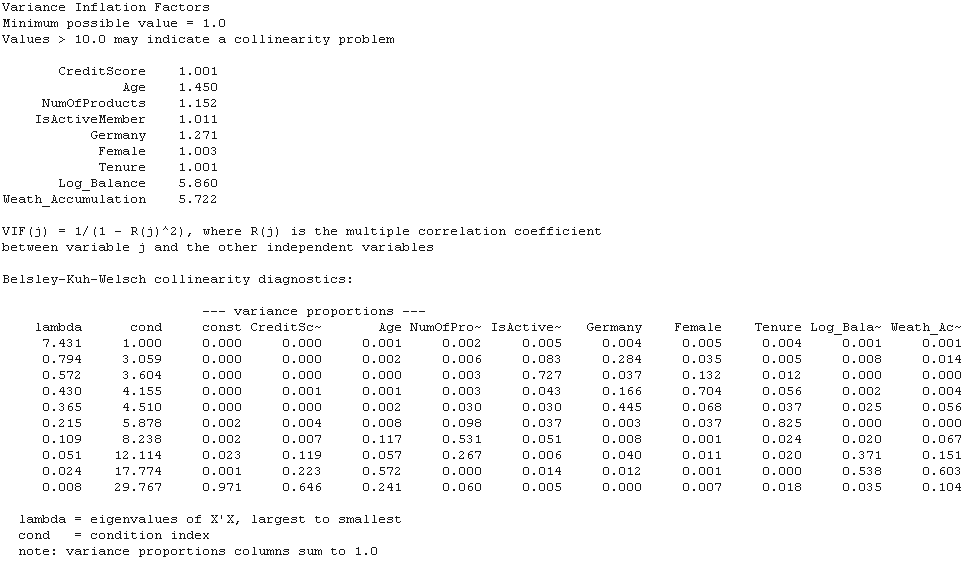 Variance Inflation Factors
Minimum possible value = 1.0
Values > 10.0 may indicate a collinearity problem
CreditScore 1.001
Age 1.450
NumOfProducts 1.152
IsActiveMember 1.011
Germany 1.271
Female 1.003
Tenure 1.001
Log_Balance 5.860
Weath_Accumulation 5.722
VIF(j) = 1/(1 - R(j)^2), where R(j) is the multiple correlation coefficient
between variable j and the other independent variables
Belsley-Kuh-Welsch collinearity diagnostics:
--- variance proportions ---
lambda cond const CreditSc~ Age NumOfPro~ IsActive~ Germany Female Tenure Log_Bala~ Weath_Ac~
7.431 1.000 0.000 0.000 0.001 0.002 0.005 0.004 0.005 0.004 0.001 0.001
0.794 3.059 0.000 0.000 0.002 0.006 0.083 0.284 0.035 0.005 0.008 0.014
0.572 3.604 0.000 0.000 0.000 0.003 0.727 0.037 0.132 0.012 0.000 0.000
0.430 4.155 0.000 0.001 0.001 0.003 0.043 0.166 0.704 0.056 0.002 0.004
0.365 4.510 0.000 0.000 0.002 0.030 0.030 0.445 0.068 0.037 0.025 0.056
0.215 5.878 0.002 0.004 0.008 0.098 0.037 0.003 0.037 0.825 0.000 0.000
0.109 8.238 0.002 0.007 0.117 0.531 0.051 0.008 0.001 0.024 0.020 0.067
0.051 12.114 0.023 0.119 0.057 0.267 0.006 0.040 0.011 0.020 0.371 0.151
0.024 17.774 0.001 0.223 0.572 0.000 0.014 0.012 0.001 0.000 0.538 0.603
0.008 29.767 0.971 0.646 0.241 0.060 0.005 0.000 0.007 0.018 0.035 0.104
lambda = eigenvalues of X'X, largest to smallest
cond = condition index
note: variance proportions columns sum to 1.0